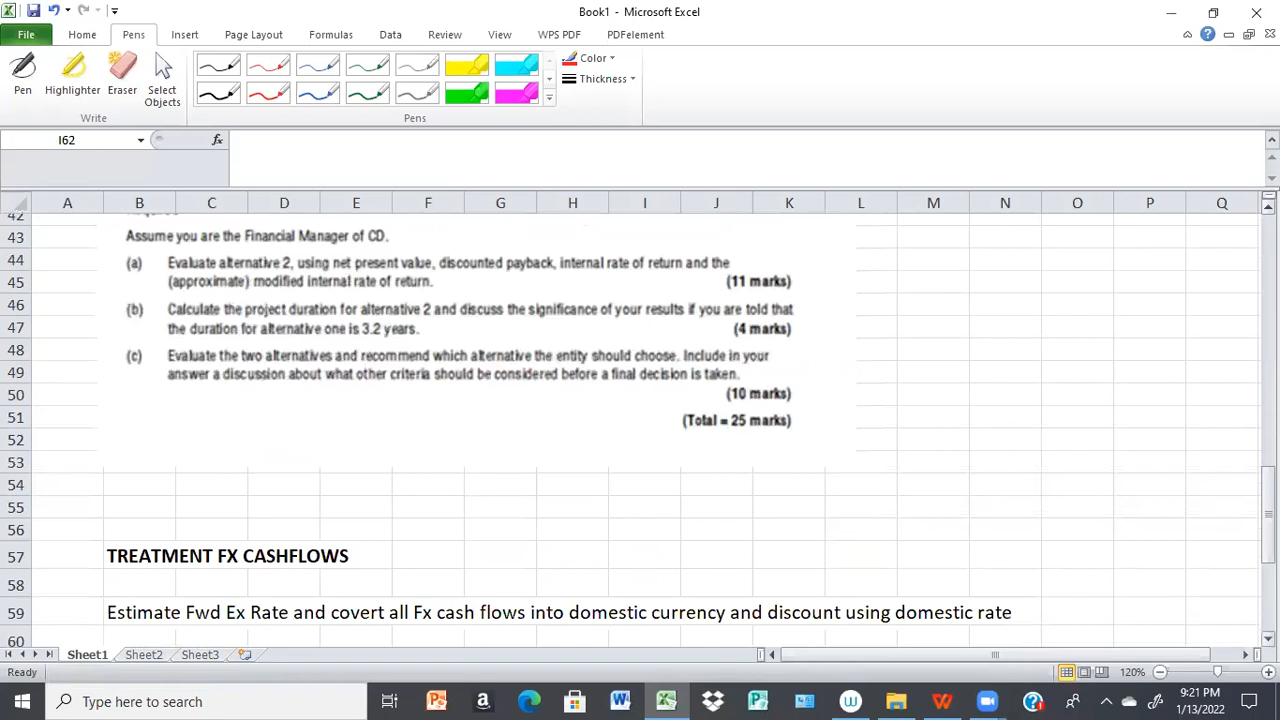 Book1 - Microsoft Excel
File Home Pens Insert Page Layout Formulas Data Review View WPS PDF PDFelement
Pen Highlighter Eraser Select Objects
Color
Thickness
Write Pens
I62 fx
A B C D E F G H I J K L M N O P Q
42
43 Assume you are the Financial Manager of CD.
44 (a) Evaluate alternative 2, using net present value, discounted payback, internal rate of return and the
45 (approximate) modified internal rate of return. (11 marks)
46 (b) Calculate the project duration for alternative 2 and discuss the significance of your results if you are told that
47 the duration for alternative one is 3.2 years. (4 marks)
48 (c) Evaluate the two alternatives and recommend which alternative the entity should choose. Include in your
49 answer a discussion about what other criteria should be considered before a final decision is taken.
50 (10 marks)
51 (Total = 25 marks)
52
53
54
55
56
57 TREATMENT FX CASHFLOWS
58
59 Estimate Fwd Ex Rate and covert all Fx cash flows into domestic currency and discount using domestic rate
60
Sheet1 Sheet2 Sheet3
Ready 120%
Type here to search
9:21 PM
1/13/2022